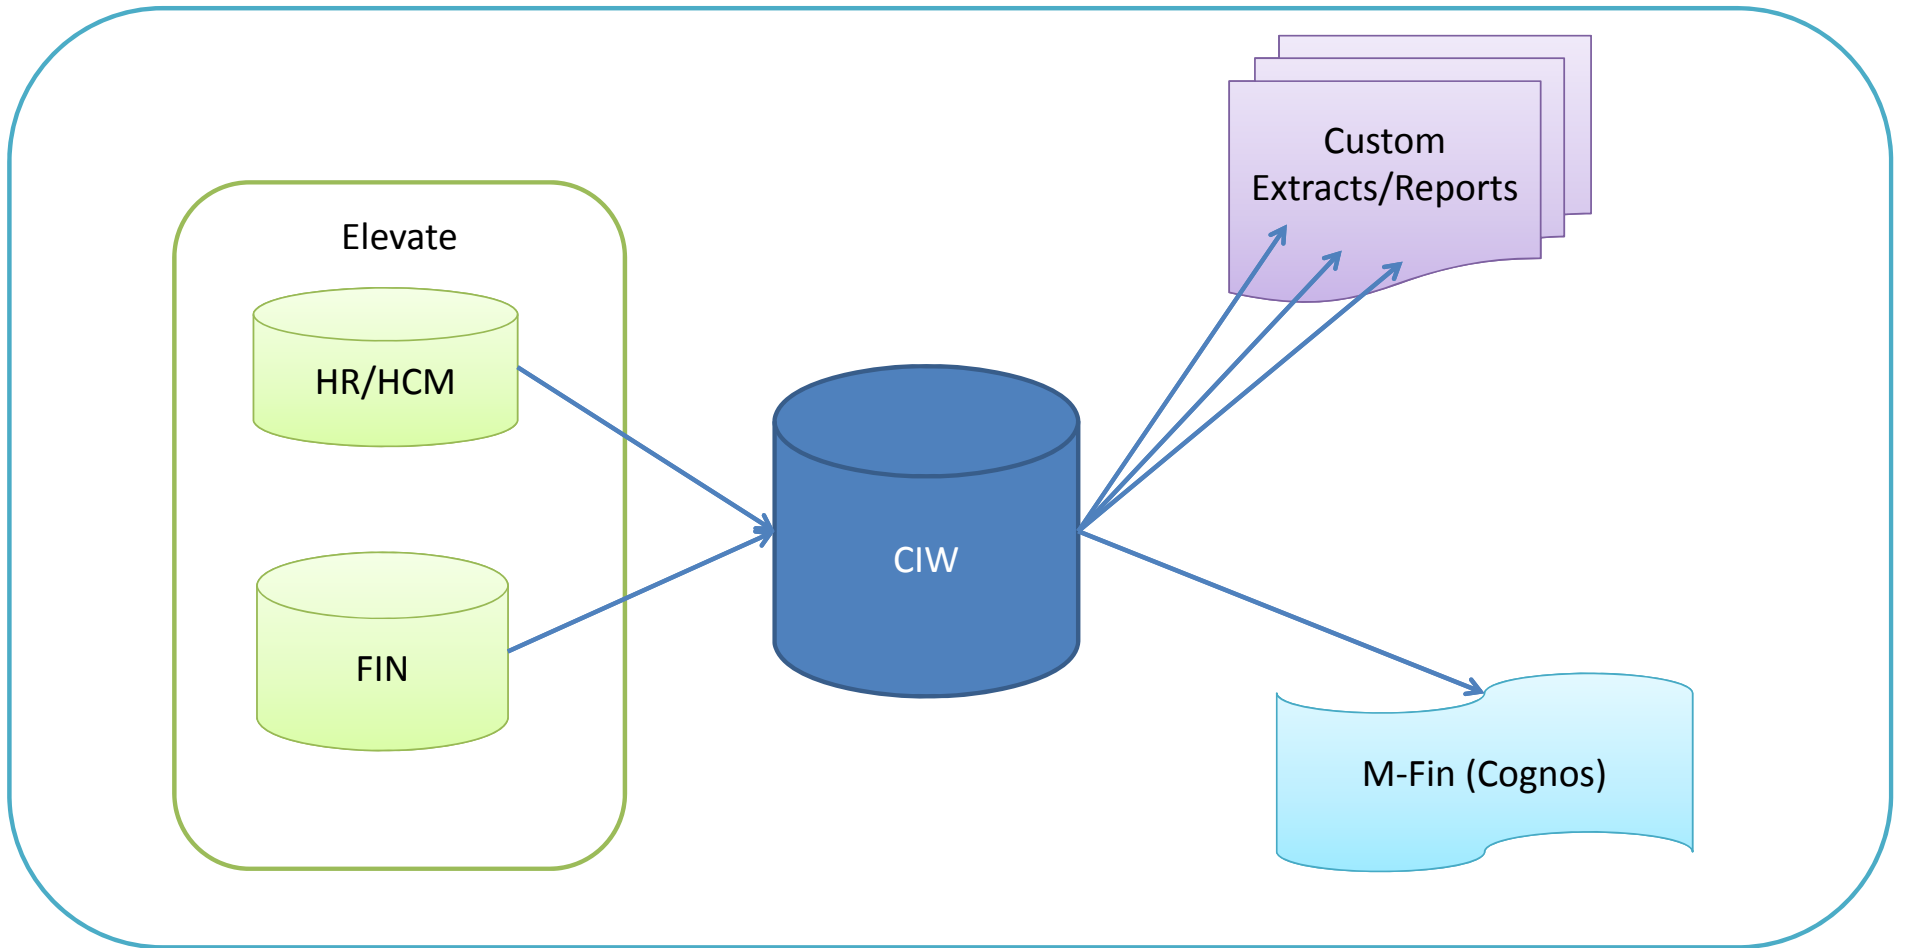 Elevate
HR/HCM
FIN
CIW
Custom
Extracts/Reports
M-Fin (Cognos)